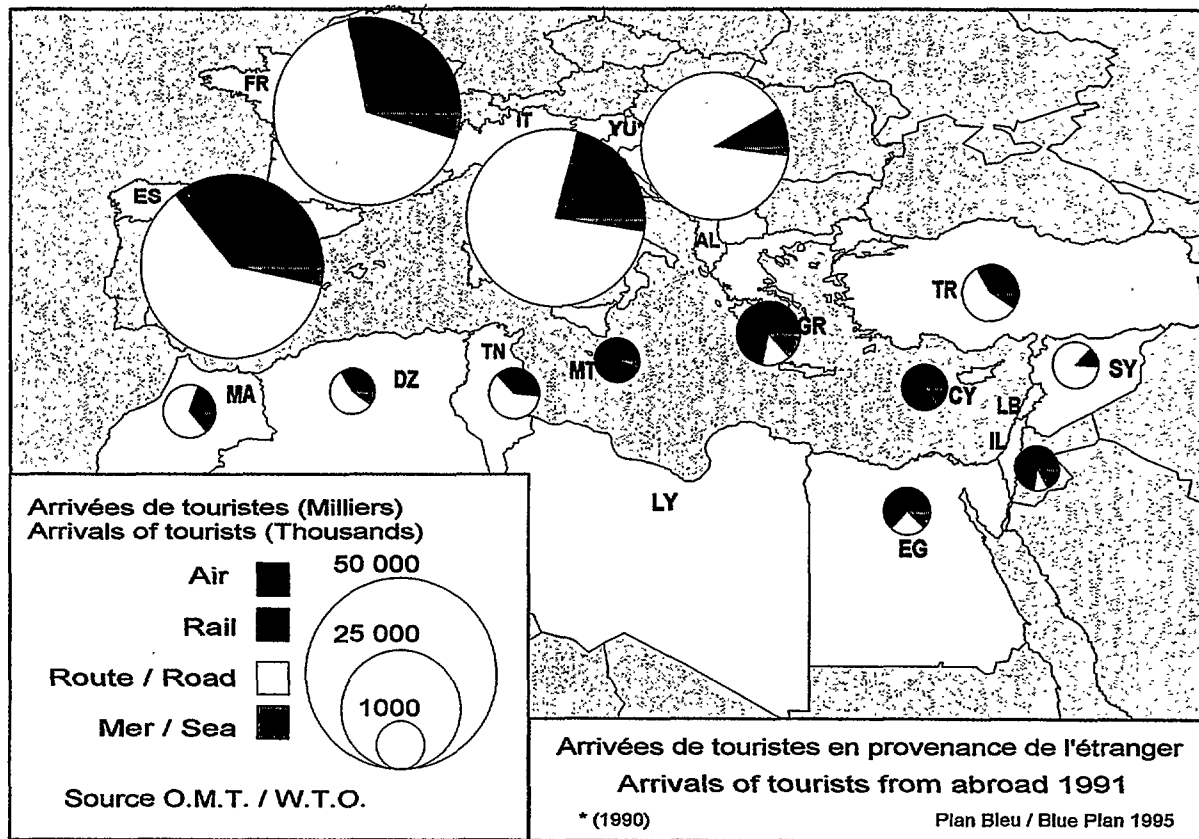 FR
IT
YU*
ES
AL
TR
GR
TN
MT
SY
MA
DZ
CY
LB
IL
LY
EG
Arrivées de touristes (Milliers)
Arrivals of tourists (Thousands)
Air
Rail
Route / Road
Mer / Sea
50 000
25 000
1000
Source O.M.T. / W.T.O.
Arrivées de touristes en provenance de l'étranger
Arrivals of tourists from abroad 1991
* (1990)
Plan Bleu / Blue Plan 1995